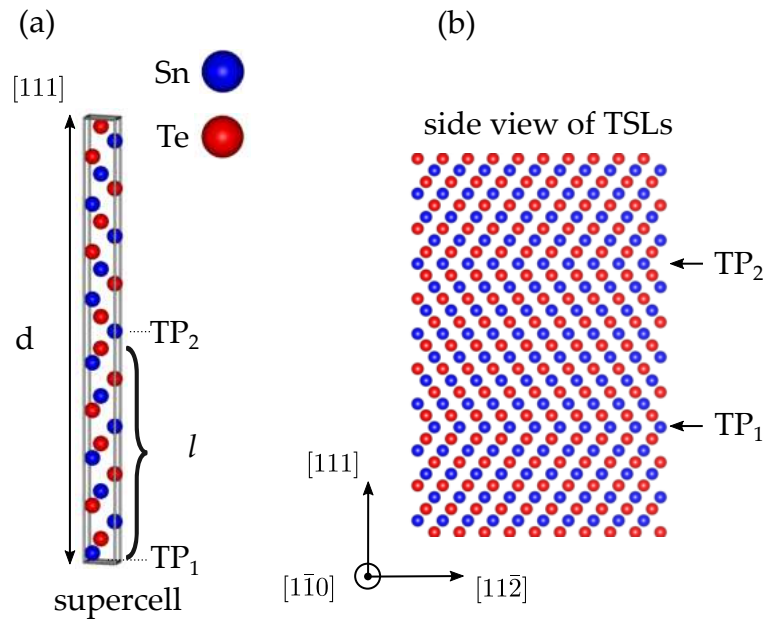 (a)
(b)
[111]
Sn
Te
side view of TSLs
TP₂
d
TP₂
l
TP₁
[111]
TP₁
[11̄0]
[112̄]
supercell